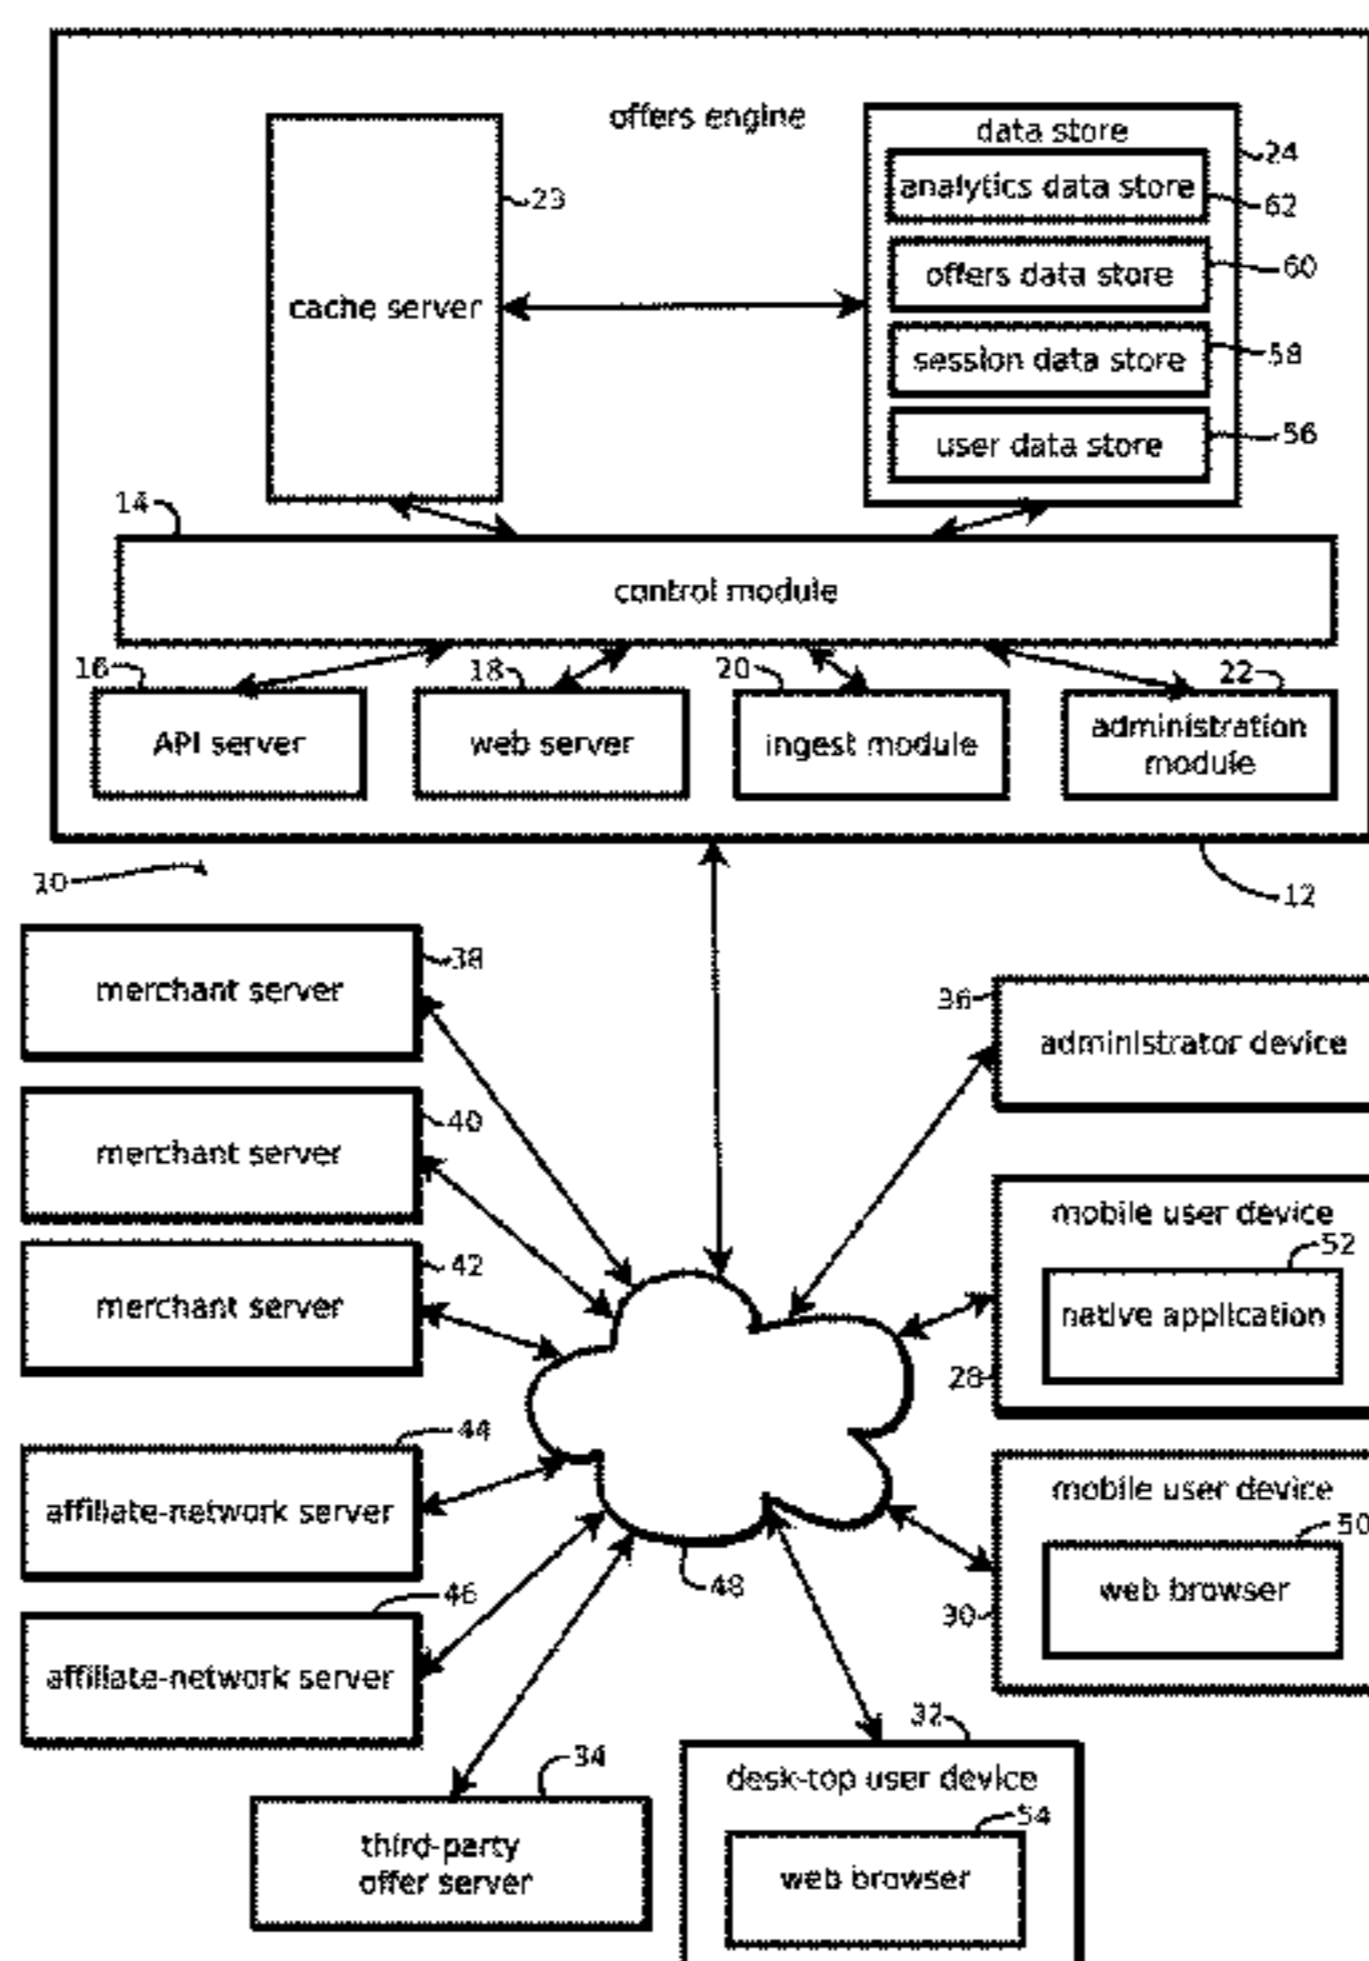 offers engine
data store
24
analytics data store
62
23
offers data store
60
cache server
session data store
58
user data store
56
14
control module
16
18
20
22
API server
web server
ingest module
administration
module
10
12
38
merchant server
36
administrator device
40
merchant server
mobile user device
52
42
merchant server
native application
28
44
affiliate-network server
mobile user device
50
48
web browser
46
30
affiliate-network server
32
34
desk-top user device
54
third-party
offer server
web browser